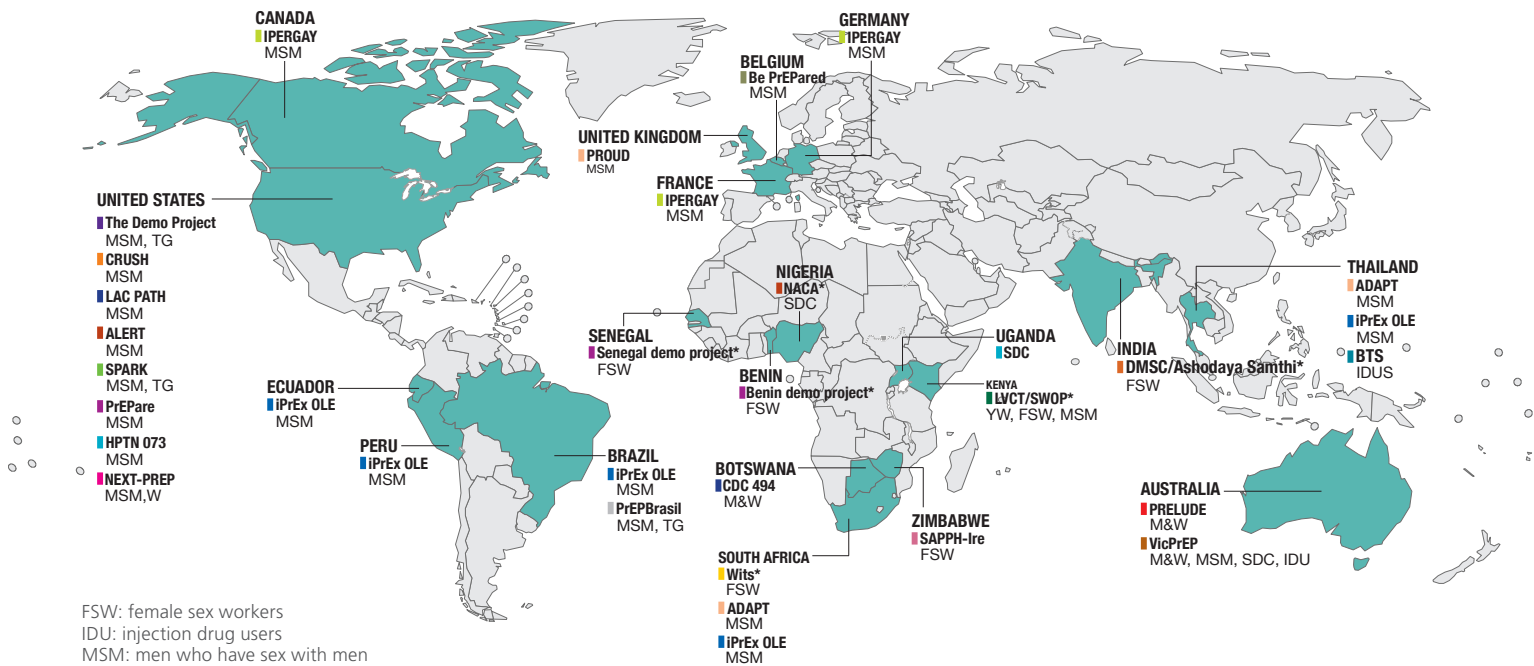 CANADA
IPERGAY
MSM
GERMANY
IPERGAY
MSM
BELGIUM
Be PrEPared
MSM
UNITED KINGDOM
PROUD
MSM
FRANCE
IPERGAY
MSM
UNITED STATES
The Demo Project
MSM, TG
CRUSH
MSM
LAC PATH
MSM
ALERT
MSM
SPARK
MSM, TG
PrEPare
MSM
HPTN 073
MSM
NEXT-PREP
MSM,W
ECUADOR
iPrEx OLE
MSM
PERU
iPrEx OLE
MSM
BRAZIL
iPrEx OLE
MSM
PrEPBrasil
MSM, TG
SENEGAL
Senegal demo project*
FSW
NIGERIA
NACA*
SDC
BENIN
Benin demo project*
FSW
UGANDA
SDC
KENYA
LVCT/SWOP*
YW, FSW, MSM
BOTSWANA
CDC 494
M&W
ZIMBABWE
SAPPH-Ire
FSW
SOUTH AFRICA
Wits*
FSW
ADAPT
MSM
iPrEx OLE
MSM
INDIA
DMSC/Ashodaya Samthi*
FSW
THAILAND
ADAPT
MSM
iPrEx OLE
MSM
BTS
IDUS
AUSTRALIA
PRELUDE
M&W
VicPrEP
M&W, MSM, SDC, IDU
FSW: female sex workers
IDU: injection drug users
MSM: men who have sex with men